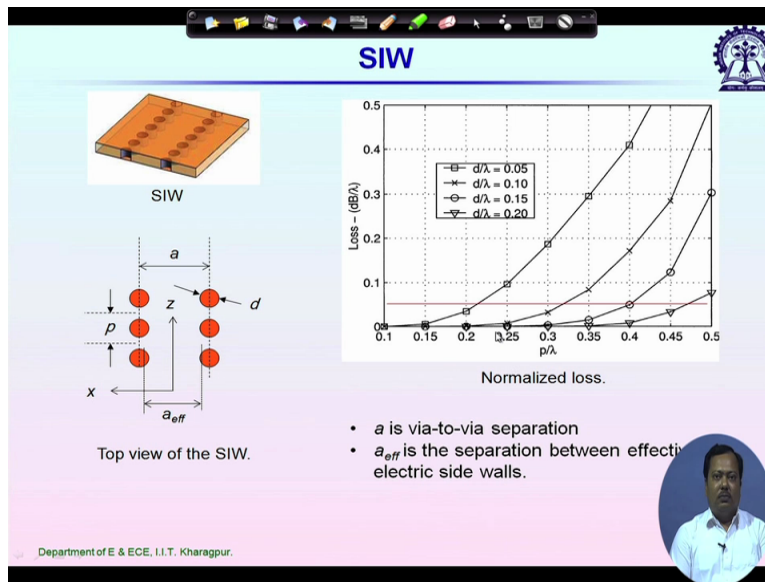 SIW
SIW
a
z
d
p
x
a_eff
Top view of the SIW.
0.5
0.4
0.3
0.2
0.1
0
Loss – (dB/λ)
d/λ = 0.05
d/λ = 0.10
d/λ = 0.15
d/λ = 0.20
0.1 0.15 0.2 0.25 0.3 0.35 0.4 0.45 0.5
p/λ
Normalized loss.
• a is via-to-via separation
• a_eff is the separation between effectiv
electric side walls.
Department of E & ECE, I.I.T. Kharagpur.